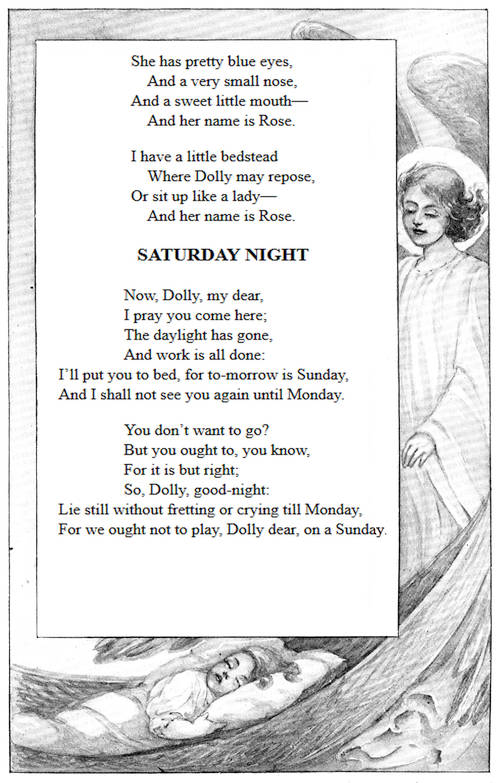 She has pretty blue eyes,
And a very small nose,
And a sweet little mouth—
And her name is Rose.
I have a little bedstead
Where Dolly may repose,
Or sit up like a lady—
And her name is Rose.
SATURDAY NIGHT
Now, Dolly, my dear,
I pray you come here;
The daylight has gone,
And work is all done:
I’ll put you to bed, for to-morrow is Sunday,
And I shall not see you again until Monday.
You don’t want to go?
But you ought to, you know,
For it is but right;
So, Dolly, good-night:
Lie still without fretting or crying till Monday,
For we ought not to play, Dolly dear, on a Sunday.